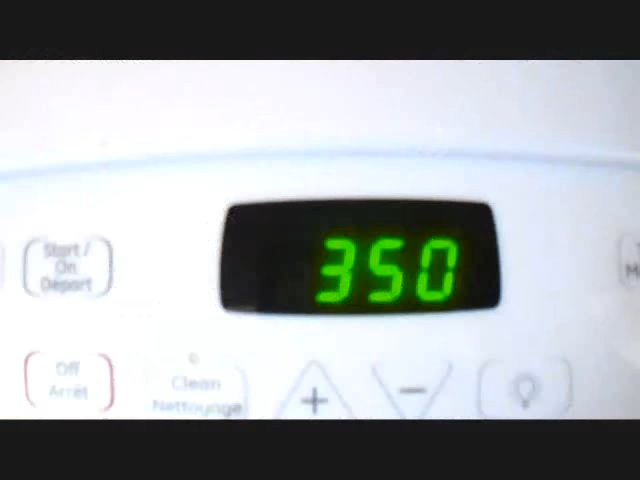 350
Start /
On
Départ
Off
Arrêt
Clean
Nettoyage
+
-